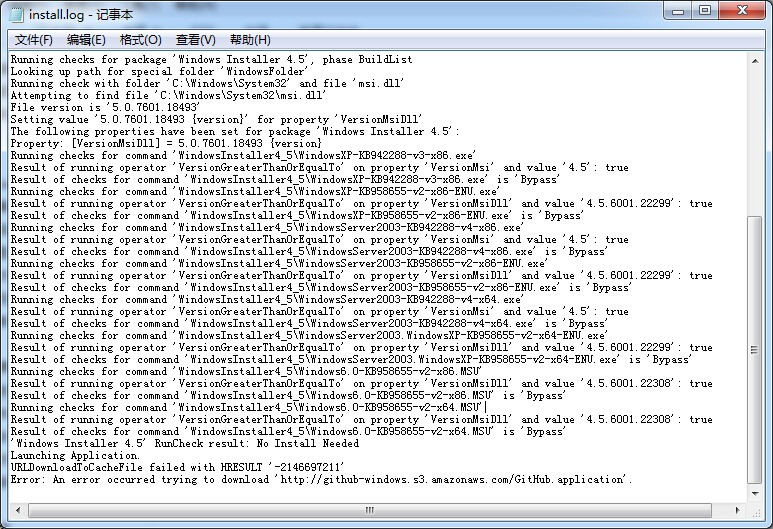 install.log - 记事本
文件(F) 编辑(E) 格式(O) 查看(V) 帮助(H)
Running checks for package 'Windows Installer 4.5', phase BuildList
Looking up path for special folder 'WindowsFolder'
Running check with folder 'C:\Windows\System32' and file 'msi.dll'
Attempting to find file 'C:\Windows\System32\msi.dll'
File version is '5.0.7601.18493'
Setting value '5.0.7601.18493 {version}' for property 'VersionMsiDll'
The following properties have been set for package 'Windows Installer 4.5':
Property: [VersionMsiDll] = 5.0.7601.18493 {version}
Running checks for command 'WindowsInstaller4_5\WindowsXP-KB942288-v3-x86.exe'
Result of running operator 'VersionGreaterThanOrEqualTo' on property 'VersionMsi' and value '4.5': true
Result of checks for command 'WindowsInstaller4_5\WindowsXP-KB942288-v3-x86.exe' is 'Bypass'
Running checks for command 'WindowsInstaller4_5\WindowsXP-KB958655-v2-x86-ENU.exe'
Result of running operator 'VersionGreaterThanOrEqualTo' on property 'VersionMsiDll' and value '4.5.6001.22299': true
Result of checks for command 'WindowsInstaller4_5\WindowsXP-KB958655-v2-x86-ENU.exe' is 'Bypass'
Running checks for command 'WindowsInstaller4_5\WindowsServer2003-KB942288-v4-x86.exe'
Result of running operator 'VersionGreaterThanOrEqualTo' on property 'VersionMsi' and value '4.5': true
Result of checks for command 'WindowsInstaller4_5\WindowsServer2003-KB942288-v4-x86.exe' is 'Bypass'
Running checks for command 'WindowsInstaller4_5\WindowsServer2003-KB958655-v2-x86-ENU.exe'
Result of running operator 'VersionGreaterThanOrEqualTo' on property 'VersionMsiDll' and value '4.5.6001.22299': true
Result of checks for command 'WindowsInstaller4_5\WindowsServer2003-KB958655-v2-x86-ENU.exe' is 'Bypass'
Running checks for command 'WindowsInstaller4_5\WindowsServer2003-KB942288-v4-x64.exe'
Result of running operator 'VersionGreaterThanOrEqualTo' on property 'VersionMsi' and value '4.5': true
Result of checks for command 'WindowsInstaller4_5\WindowsServer2003-KB942288-v4-x64.exe' is 'Bypass'
Running checks for command 'WindowsInstaller4_5\WindowsServer2003.WindowsXP-KB958655-v2-x64-ENU.exe'
Result of running operator 'VersionGreaterThanOrEqualTo' on property 'VersionMsiDll' and value '4.5.6001.22299': true
Result of checks for command 'WindowsInstaller4_5\WindowsServer2003.WindowsXP-KB958655-v2-x64-ENU.exe' is 'Bypass'
Running checks for command 'WindowsInstaller4_5\Windows6.0-KB958655-v2-x86.MSU'
Result of running operator 'VersionGreaterThanOrEqualTo' on property 'VersionMsiDll' and value '4.5.6001.22308': true
Result of checks for command 'WindowsInstaller4_5\Windows6.0-KB958655-v2-x86.MSU' is 'Bypass'
Running checks for command 'WindowsInstaller4_5\Windows6.0-KB958655-v2-x64.MSU'
Result of running operator 'VersionGreaterThanOrEqualTo' on property 'VersionMsiDll' and value '4.5.6001.22308': true
Result of checks for command 'WindowsInstaller4_5\Windows6.0-KB958655-v2-x64.MSU' is 'Bypass'
'Windows Installer 4.5' RunCheck result: No Install Needed
Launching Application.
URLDownloadToCacheFile failed with HRESULT '-2146697211'
Error: An error occurred trying to download 'http://github-windows.s3.amazonaws.com/GitHub.application'.